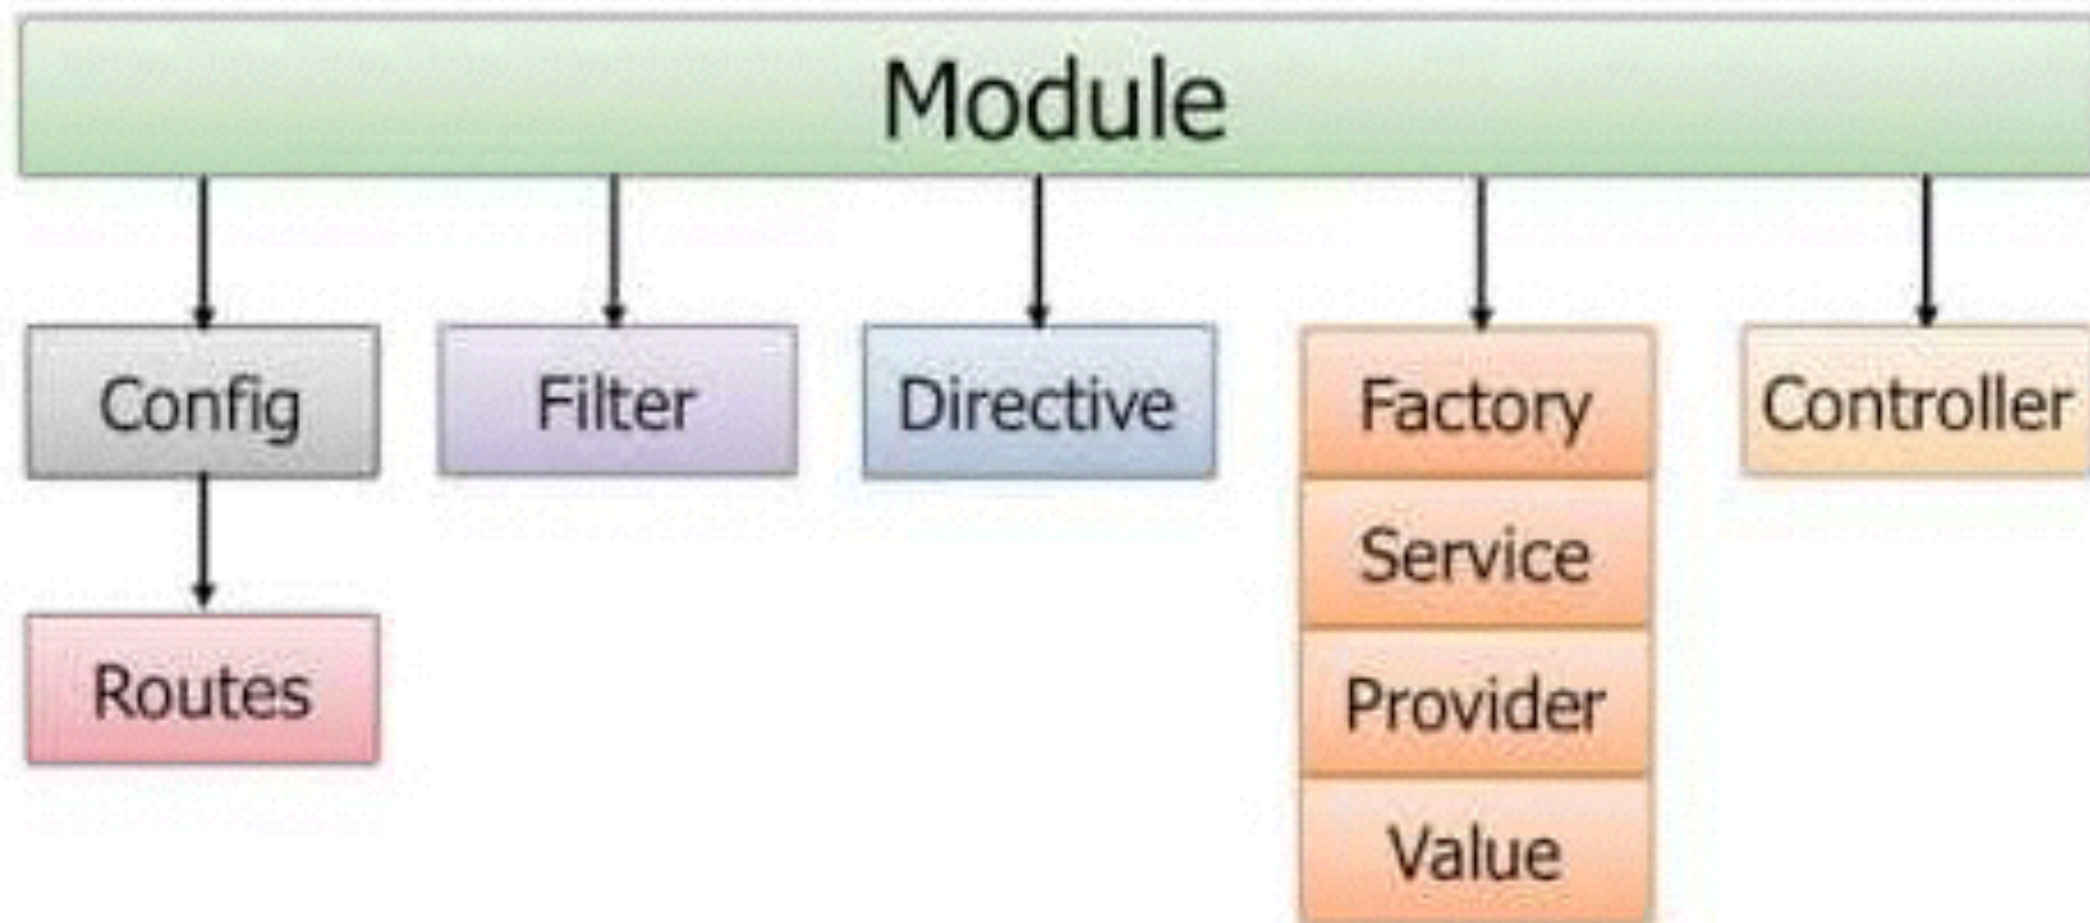 Module
Config
Filter
Directive
Factory
Controller
Service
Routes
Provider
Value